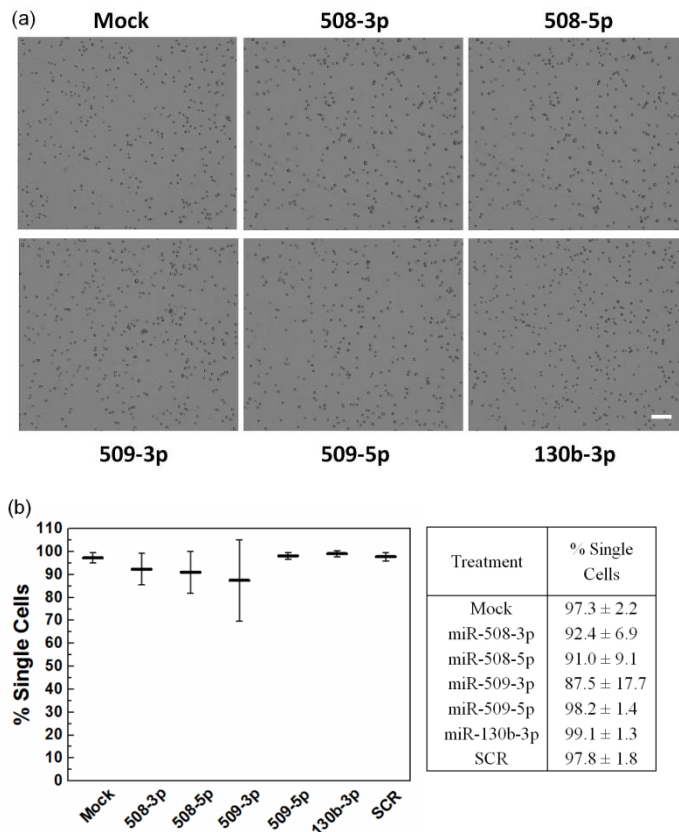 (a)
Mock 508-3p 508-5p
509-3p 509-5p 130b-3p
(b)
% Single Cells
110
100
90
80
70
60
50
40
30
20
10
0
Mock 508-3p 508-5p 509-3p 509-5p 130b-3p SCR
Treatment % Single Cells
Mock 97.3 ± 2.2
miR-508-3p 92.4 ± 6.9
miR-508-5p 91.0 ± 9.1
miR-509-3p 87.5 ± 17.7
miR-509-5p 98.2 ± 1.4
miR-130b-3p 99.1 ± 1.3
SCR 97.8 ± 1.8